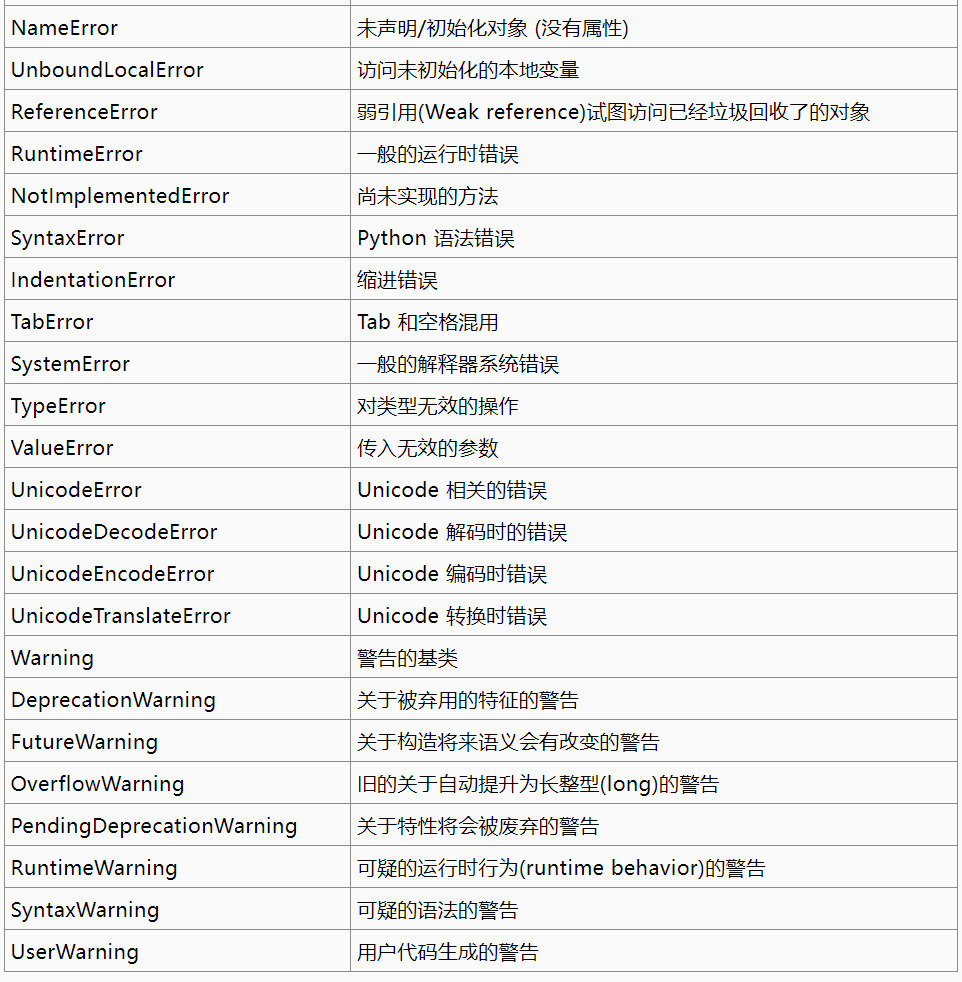 NameError 未声明/初始化对象 (没有属性)
UnboundLocalError 访问未初始化的本地变量
ReferenceError 弱引用(Weak reference)试图访问已经垃圾回收了的对象
RuntimeError 一般的运行时错误
NotImplementedError 尚未实现的方法
SyntaxError Python 语法错误
IndentationError 缩进错误
TabError Tab 和空格混用
SystemError 一般的解释器系统错误
TypeError 对类型无效的操作
ValueError 传入无效的参数
UnicodeError Unicode 相关的错误
UnicodeDecodeError Unicode 解码时的错误
UnicodeEncodeError Unicode 编码时错误
UnicodeTranslateError Unicode 转换时错误
Warning 警告的基类
DeprecationWarning 关于被弃用的特征的警告
FutureWarning 关于构造将来语义会有改变的警告
OverflowWarning 旧的关于自动提升为长整型(long)的警告
PendingDeprecationWarning 关于特性将会被废弃的警告
RuntimeWarning 可疑的运行时行为(runtime behavior)的警告
SyntaxWarning 可疑的语法的警告
UserWarning 用户代码生成的警告